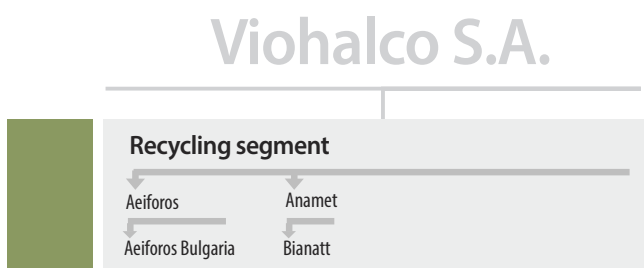 Viohalco S.A.
Recycling segment
Aeiforos
Anamet
Aeiforos Bulgaria
Bianatt